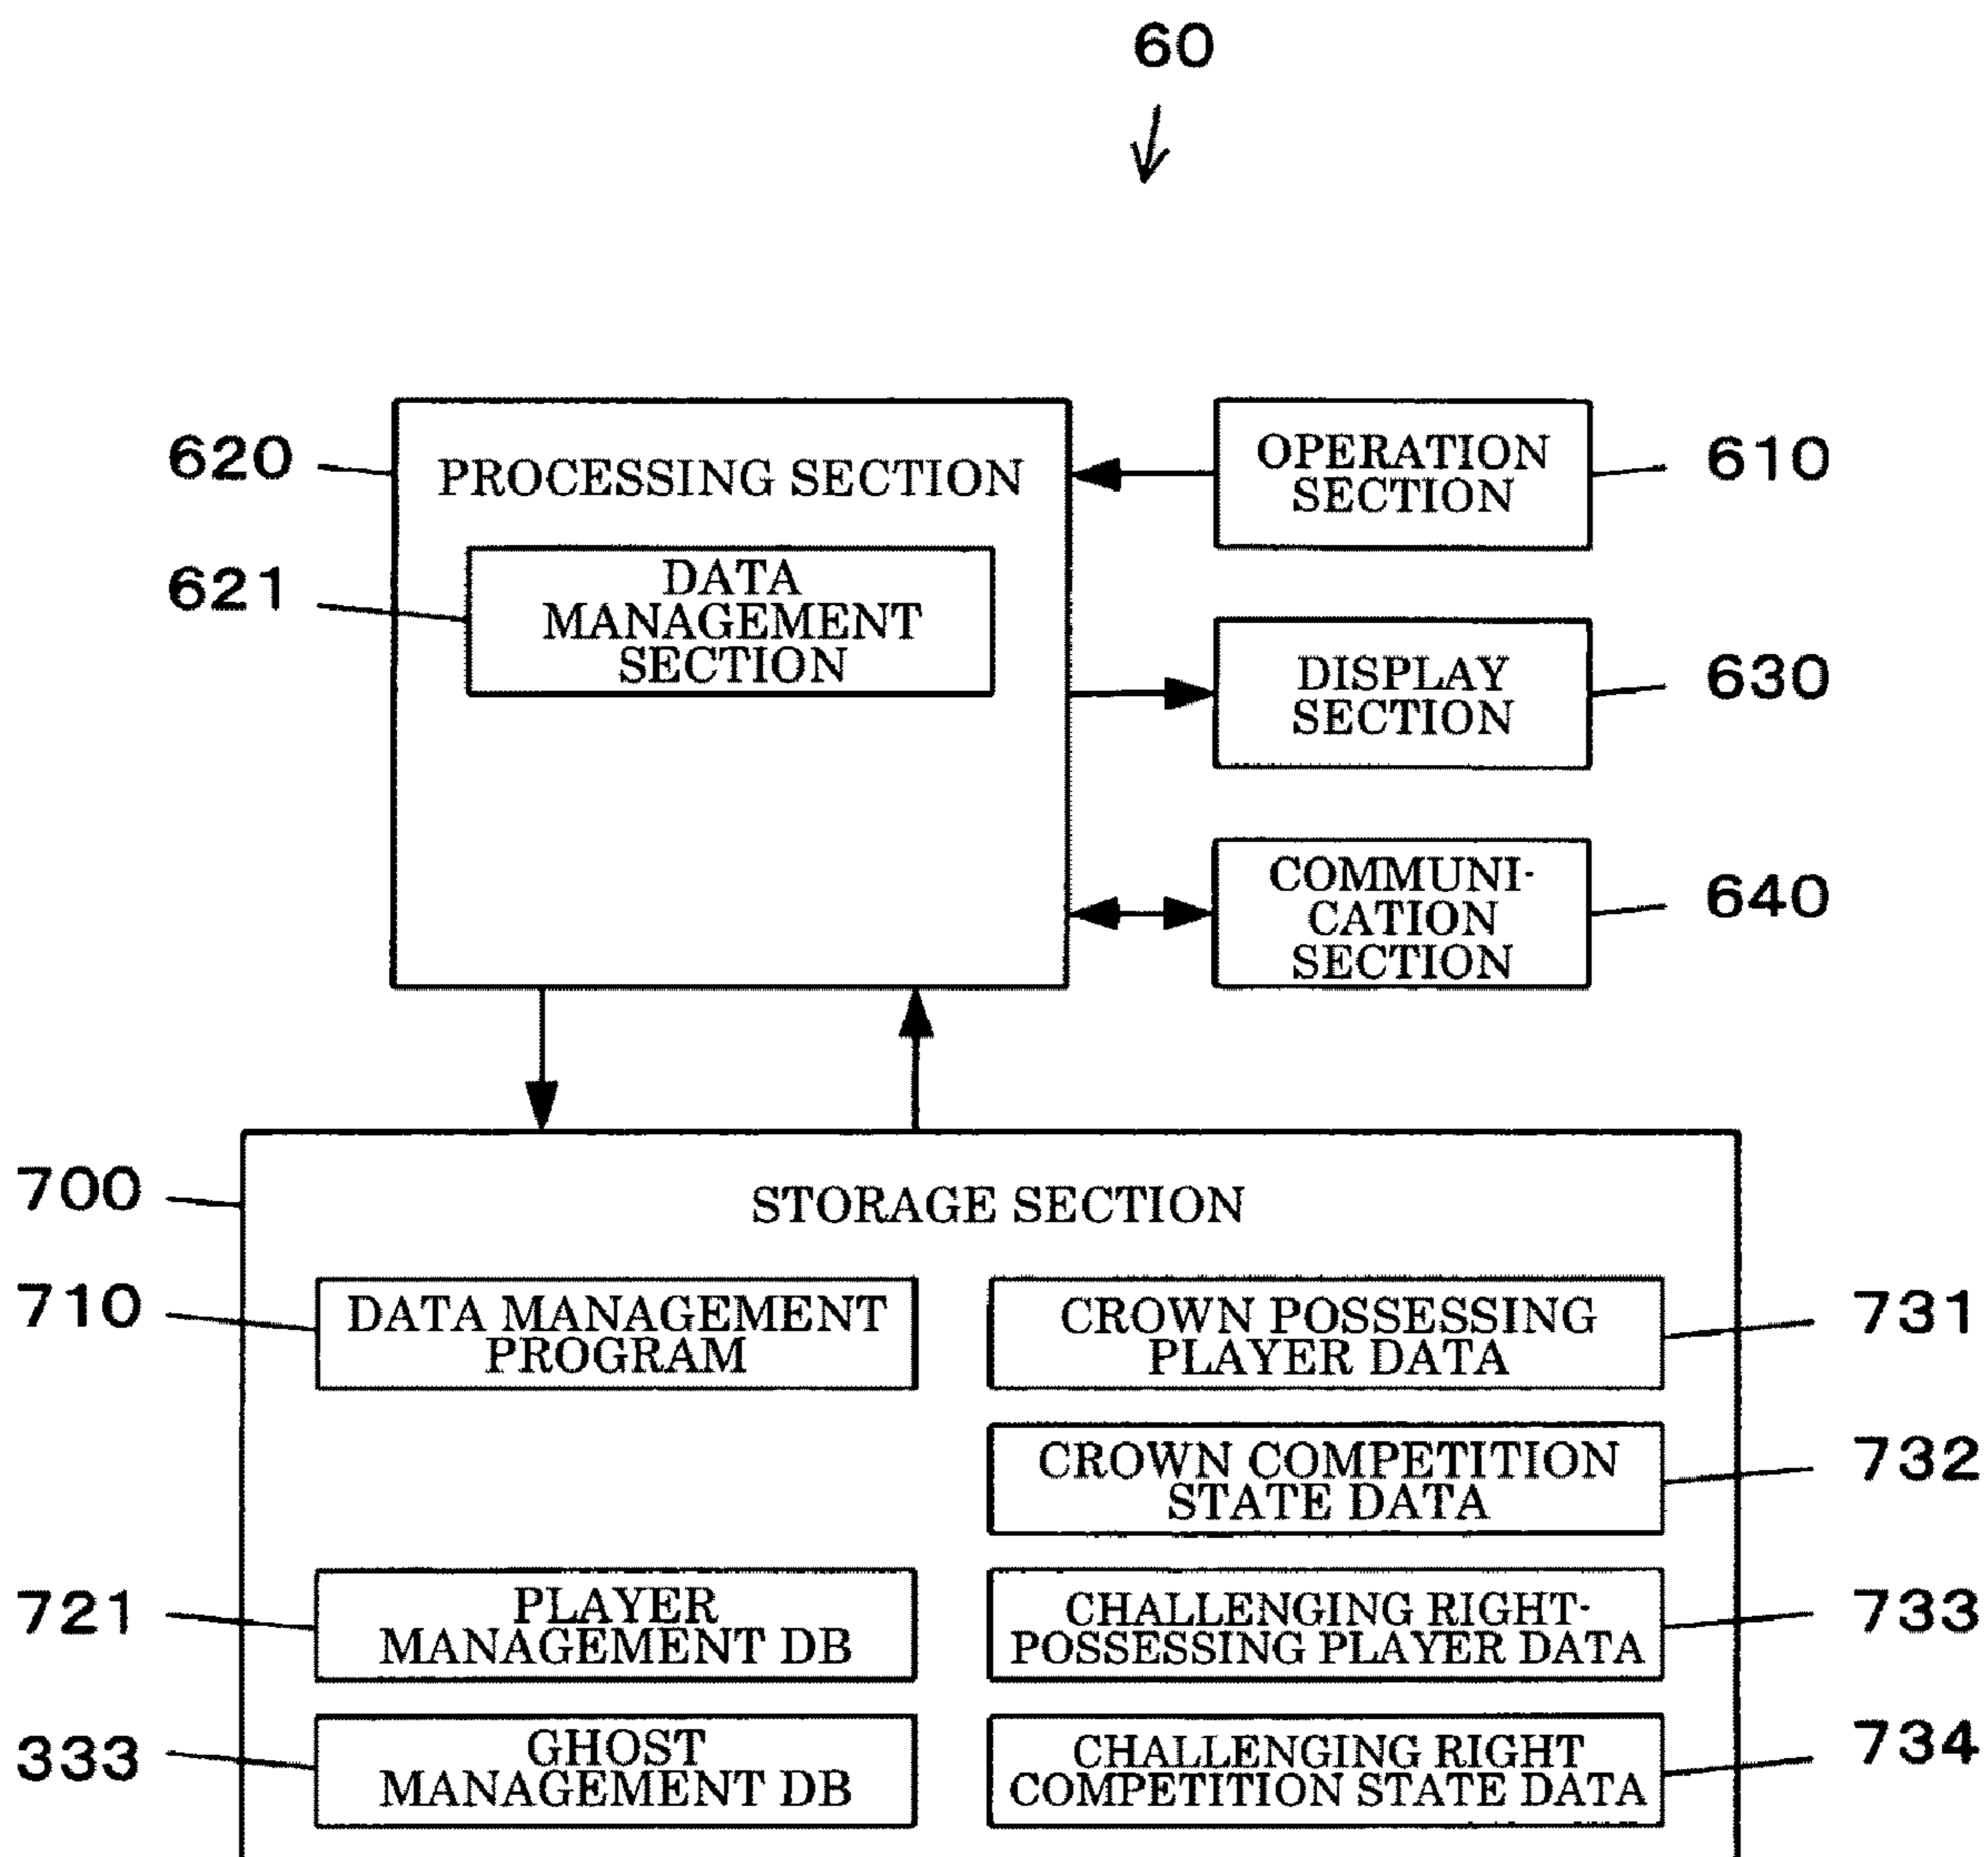 60
620
PROCESSING SECTION
OPERATION
SECTION
610
621
DATA
MANAGEMENT
SECTION
DISPLAY
SECTION
630
COMMUNI-
CATION
SECTION
640
700
STORAGE SECTION
710
DATA MANAGEMENT
PROGRAM
CROWN POSSESSING
PLAYER DATA
731
CROWN COMPETITION
STATE DATA
732
721
PLAYER
MANAGEMENT DB
CHALLENGING RIGHT-
POSSESSING PLAYER DATA
733
333
GHOST
MANAGEMENT DB
CHALLENGING RIGHT
COMPETITION STATE DATA
734